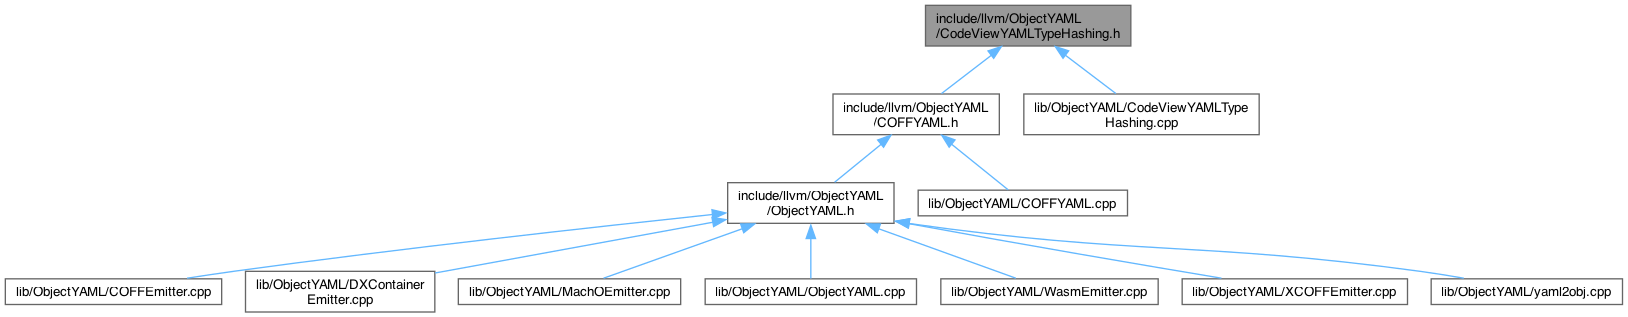 include/llvm/ObjectYAML
/CodeViewYAMLTypeHashing.h
include/llvm/ObjectYAML
/COFFYAML.h
lib/ObjectYAML/CodeViewYAMLType
Hashing.cpp
include/llvm/ObjectYAML
/ObjectYAML.h
lib/ObjectYAML/COFFYAML.cpp
lib/ObjectYAML/COFFEmitter.cpp
lib/ObjectYAML/DXContainer
Emitter.cpp
lib/ObjectYAML/MachOEmitter.cpp
lib/ObjectYAML/ObjectYAML.cpp
lib/ObjectYAML/WasmEmitter.cpp
lib/ObjectYAML/XCOFFEmitter.cpp
lib/ObjectYAML/yaml2obj.cpp